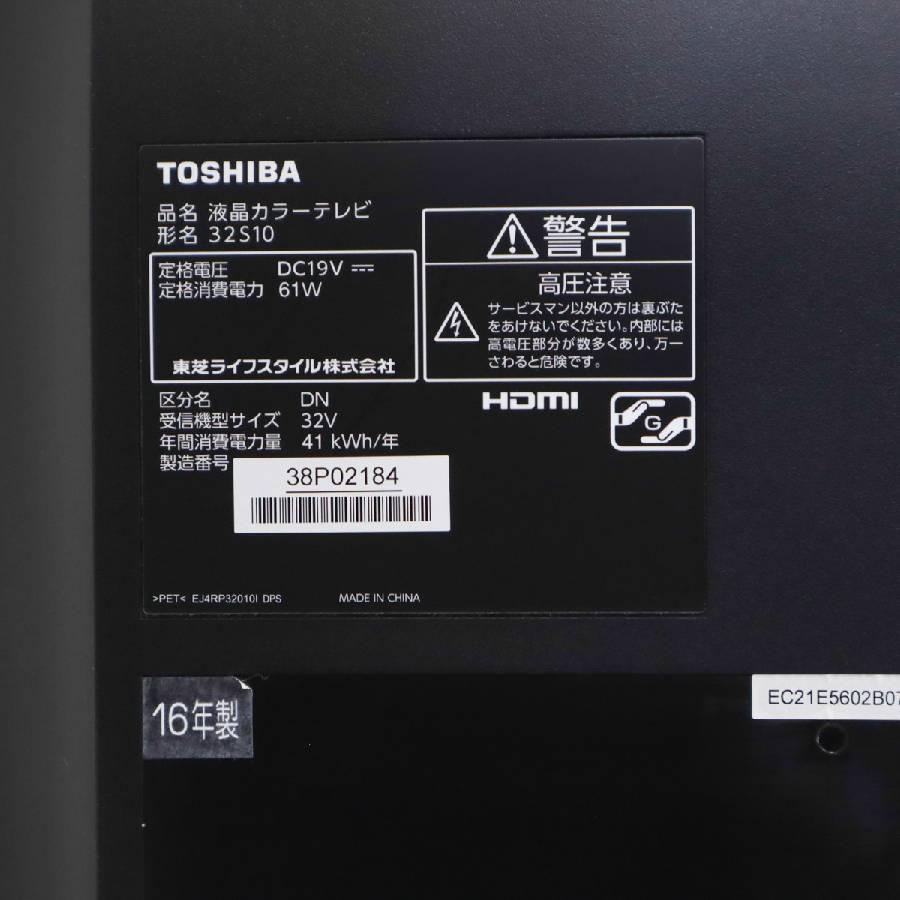 TOSHIBA
品名 液晶カラーテレビ
形名 32S10
定格電圧 DC19V ⎓
定格消費電力 61W
東芝ライフスタイル株式会社
警告
高圧注意
サービスマン以外の方は裏ぶた
をあけないでください。内部には
高電圧部分が数多くあり、万一
さわると危険です。
区分名 DN
受信機型サイズ 32V
年間消費電力量 41 kWh/年
製造番号
38P02184
HDMI
G
>PET< EJ4RP32010I DPS MADE IN CHINA
16年製
EC21E5602B07